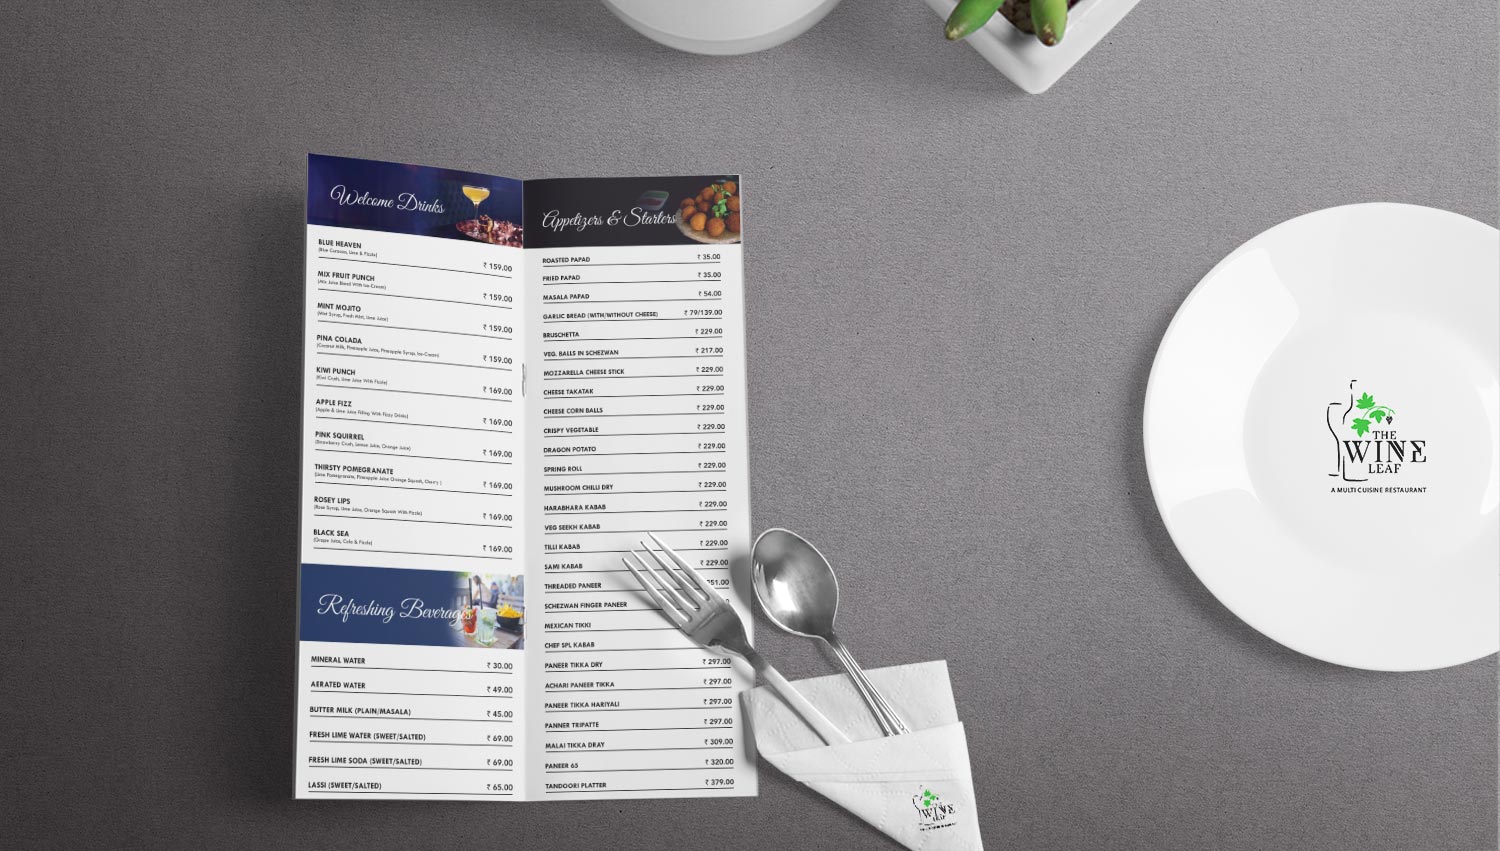 Welcome Drinks
BLUE HEAVEN
(Blue Curacao, Lime & Fizzle)
₹ 159.00
MIX FRUIT PUNCH
(Mix Juice Blend With Ice-Cream)
₹ 159.00
MINT MOJITO
(Mint Syrup, Fresh Mint, Lime Juice)
₹ 159.00
PINA COLADA
(Coconut Milk, Pineapple Juice, Pineapple Syrup, Ice-Cream)
₹ 159.00
KIWI PUNCH
(Kiwi Crush, Lime Juice With Fizzle)
₹ 169.00
APPLE FIZZ
(Apple & Lime Juice Filling With Fizzy Drinks)
₹ 169.00
PINK SQUIRREL
(Strawberry Crush, Lemon Juice, Orange Juice)
₹ 169.00
THIRSTY POMEGRANATE
(Lime Pomegranate, Pineapple Juice Orange Squash, Cherry )
₹ 169.00
ROSEY LIPS
(Rose Syrup, Lime Juice, Orange Squash With Fizzle)
₹ 169.00
BLACK SEA
(Grape Juice, Cola & Fizzle)
₹ 169.00
Refreshing Beverages
MINERAL WATER ₹ 30.00
AERATED WATER ₹ 49.00
BUTTER MILK (PLAIN/MASALA) ₹ 45.00
FRESH LIME WATER (SWEET/SALTED) ₹ 69.00
FRESH LIME SODA (SWEET/SALTED) ₹ 69.00
LASSI (SWEET/SALTED) ₹ 65.00
Appetizers & Starters
ROASTED PAPAD ₹ 35.00
FRIED PAPAD ₹ 35.00
MASALA PAPAD ₹ 54.00
GARLIC BREAD (WITH/WITHOUT CHEESE) ₹ 79/139.00
BRUSCHETTA ₹ 229.00
VEG. BALLS IN SCHEZWAN ₹ 217.00
MOZZARELLA CHEESE STICK ₹ 229.00
CHEESE TAKATAK ₹ 229.00
CHEESE CORN BALLS ₹ 229.00
CRISPY VEGETABLE ₹ 229.00
DRAGON POTATO ₹ 229.00
SPRING ROLL ₹ 229.00
MUSHROOM CHILLI DRY ₹ 229.00
HARABHARA KABAB ₹ 229.00
VEG SEEKH KABAB ₹ 229.00
TILLI KABAB ₹ 229.00
SAMI KABAB ₹ 229.00
THREADED PANEER 251.00
SCHEZWAN FINGER PANEER
MEXICAN TIKKI
CHEF SPL KABAB
PANEER TIKKA DRY ₹ 297.00
ACHARI PANEER TIKKA ₹ 297.00
PANEER TIKKA HARIYALI ₹ 297.00
PANNER TRIPATTE ₹ 297.00
MALAI TIKKA DRAY ₹ 309.00
PANEER 65 ₹ 320.00
TANDOORI PLATTER ₹ 379.00
THE
WINE
LEAF
A MULTI CUISINE RESTAURANT
THE
WINE
LEAF